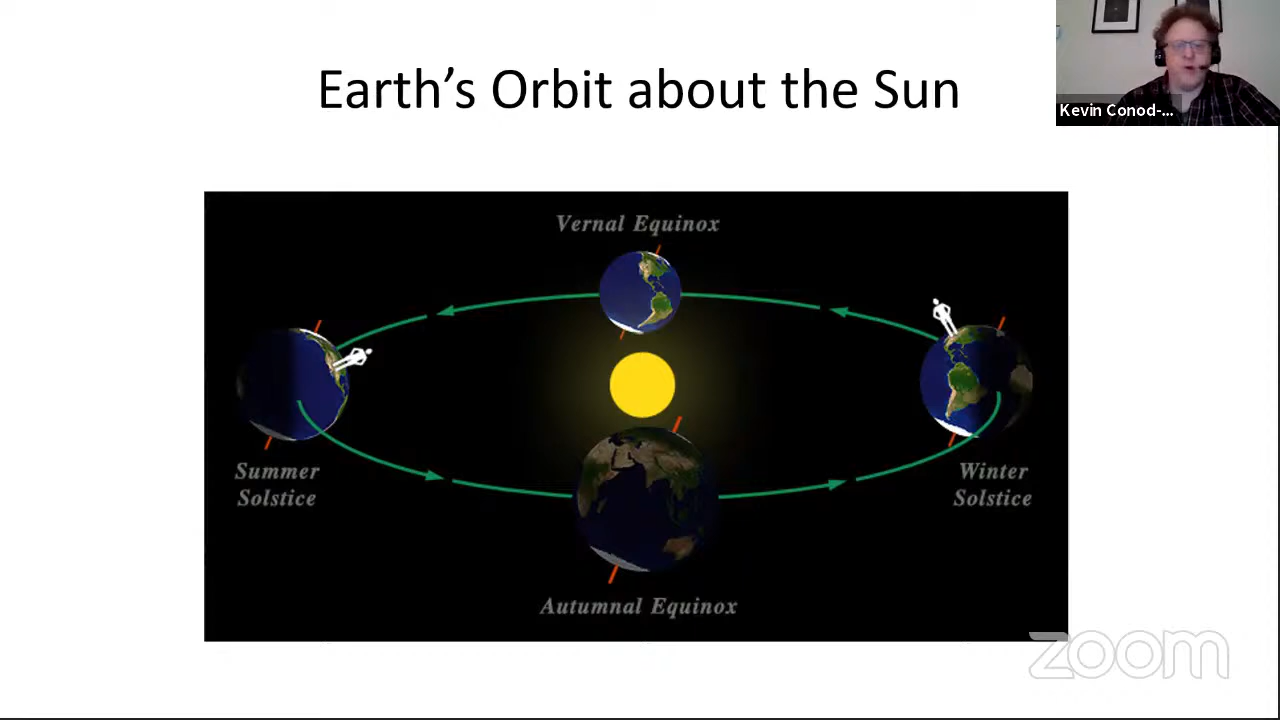 Earth’s Orbit about the Sun
Kevin Conod-...
Vernal Equinox
Summer
Solstice
Winter
Solstice
Autumnal Equinox
zoom